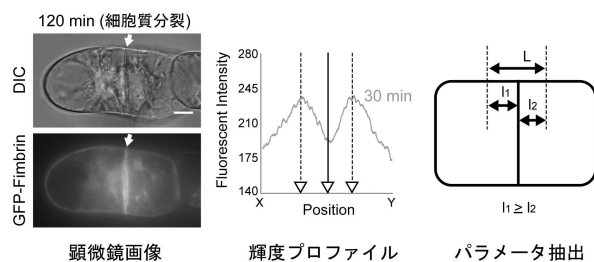 120 min (細胞質分裂)
DIC
GFP-Fimbrin
顕微鏡画像
Fluorescent Intensity
280
245
210
175
140
30 min
X
Position
Y
輝度プロファイル
L
l₁
l₂
l₁ ≥ l₂
パラメータ抽出